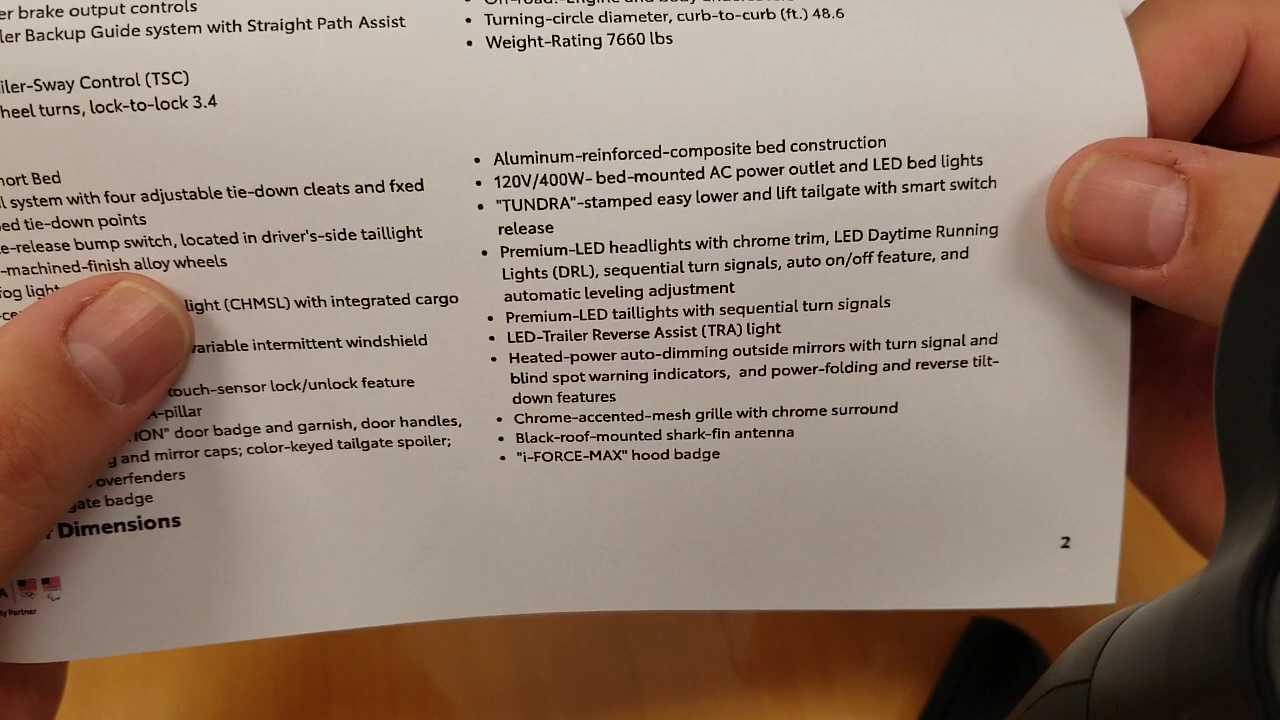 er brake output controls
ler Backup Guide system with Straight Path Assist
iler-Sway Control (TSC)
heel turns, lock-to-lock 3.4
hort Bed
l system with four adjustable tie-down cleats and fxed
ed tie-down points
e-release bump switch, located in driver's-side taillight
-machined-finish alloy wheels
fog light
light (CHMSL) with integrated cargo
variable intermittent windshield
touch-sensor lock/unlock feature
A-pillar
ION" door badge and garnish, door handles,
g and mirror caps; color-keyed tailgate spoiler;
overfenders
gate badge
Dimensions
ty Partner
• Turning-circle diameter, curb-to-curb (ft.) 48.6
• Weight-Rating 7660 lbs
• Aluminum-reinforced-composite bed construction
• 120V/400W- bed-mounted AC power outlet and LED bed lights
• "TUNDRA"-stamped easy lower and lift tailgate with smart switch
release
• Premium-LED headlights with chrome trim, LED Daytime Running
Lights (DRL), sequential turn signals, auto on/off feature, and
automatic leveling adjustment
• Premium-LED taillights with sequential turn signals
• LED-Trailer Reverse Assist (TRA) light
• Heated-power auto-dimming outside mirrors with turn signal and
blind spot warning indicators, and power-folding and reverse tilt-
down features
• Chrome-accented-mesh grille with chrome surround
• Black-roof-mounted shark-fin antenna
• "i-FORCE-MAX" hood badge
2